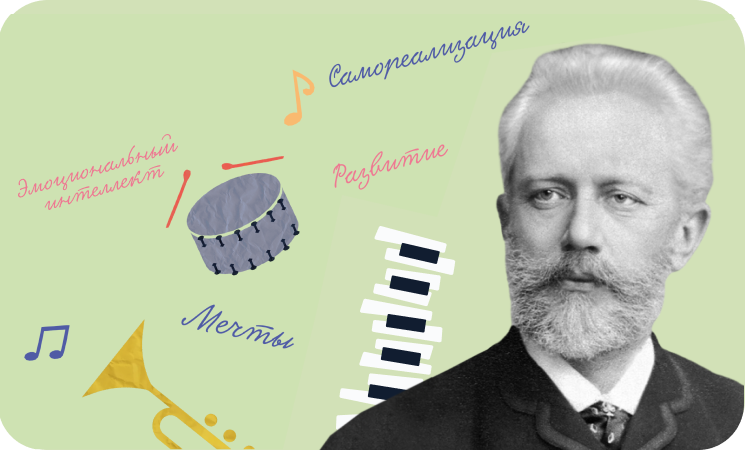 Самореализация
Эмоциональный
интеллект
Развитие
Мечты